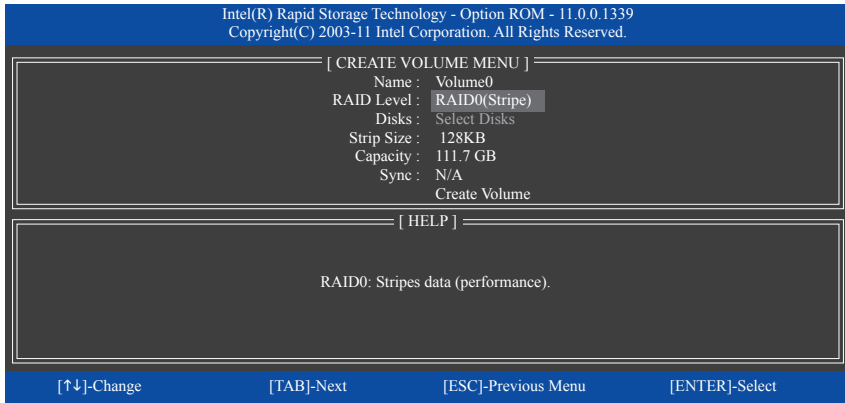 Intel(R) Rapid Storage Technology - Option ROM - 11.0.0.1339
Copyright(C) 2003-11 Intel Corporation. All Rights Reserved.
[ CREATE VOLUME MENU ]
Name : Volume0
RAID Level : RAID0(Stripe)
Disks : Select Disks
Strip Size : 128KB
Capacity : 111.7 GB
Sync : N/A
Create Volume
[ HELP ]
RAID0: Stripes data (performance).
[↑↓]-Change [TAB]-Next [ESC]-Previous Menu [ENTER]-Select